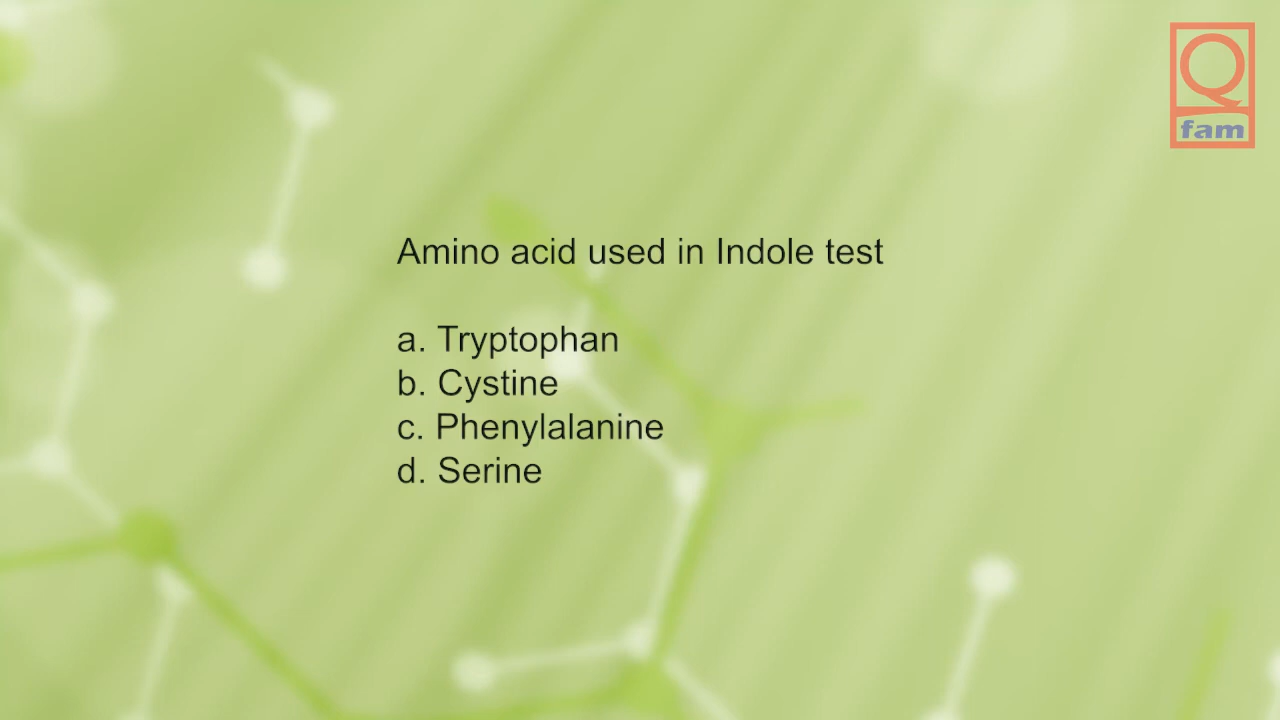 Q
fam
Amino acid used in Indole test
a. Tryptophan
b. Cystine
c. Phenylalanine
d. Serine